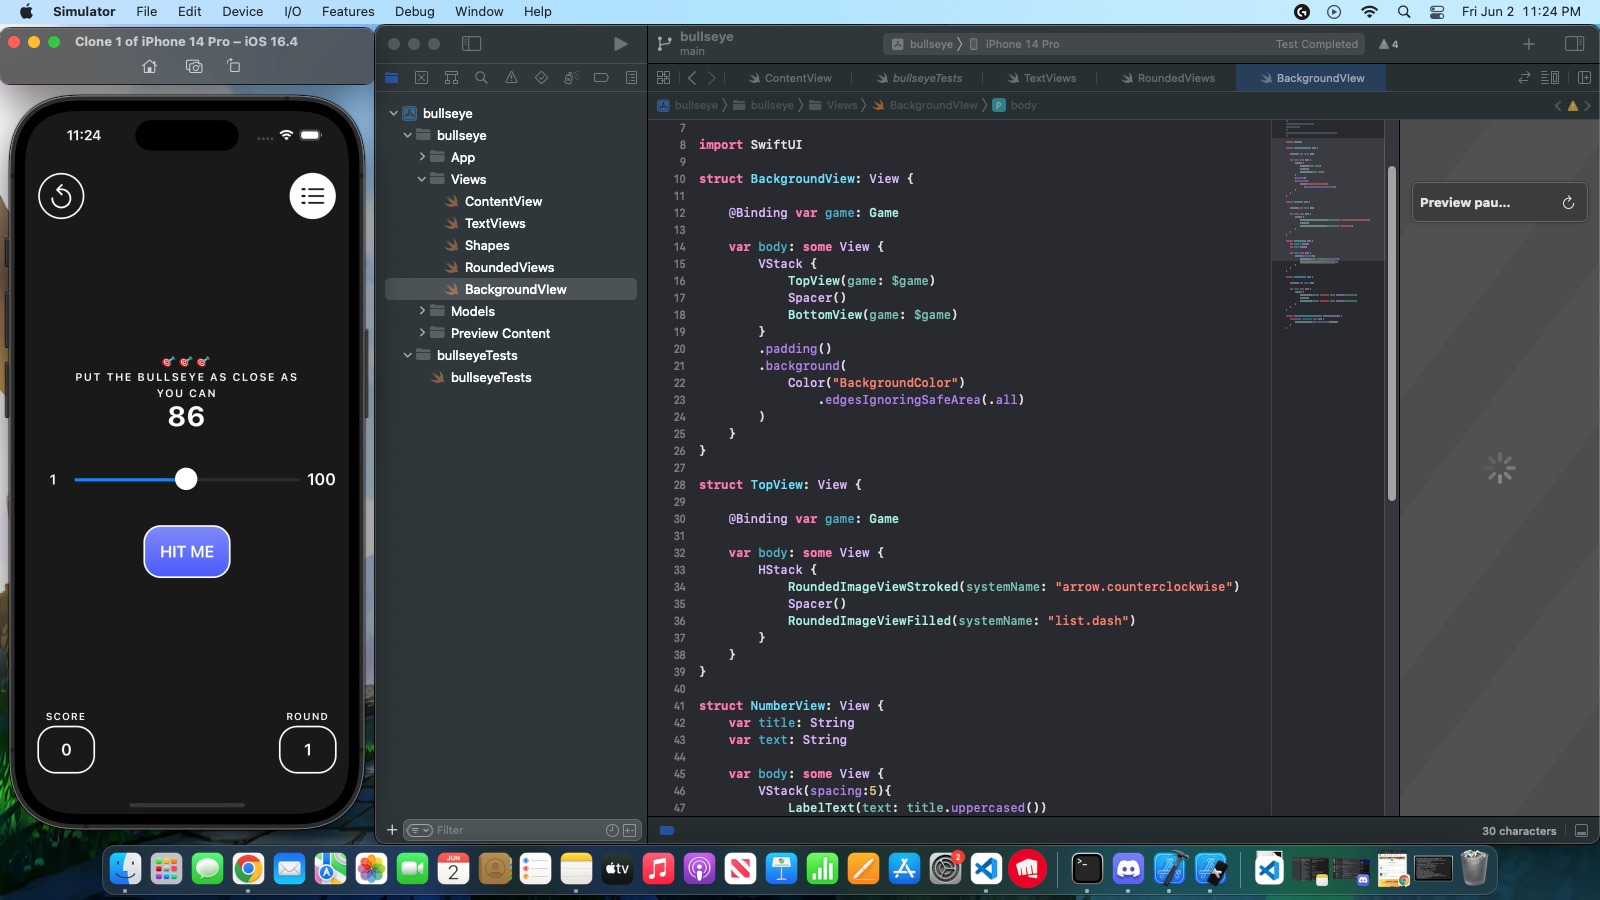 Simulator File Edit Device I/O Features Debug Window Help Fri Jun 2 11:24 PM
Clone 1 of iPhone 14 Pro – iOS 16.4
11:24
🎯🎯🎯
PUT THE BULLSEYE AS CLOSE AS
YOU CAN
86
1 100
HIT ME
SCORE ROUND
0 1
bullseye
bullseye
App
Views
ContentView
TextViews
Shapes
RoundedViews
BackgroundVIew
Models
Preview Content
bullseyeTests
bullseyeTests
Filter
bullseye
main
bullseye 〉 iPhone 14 Pro Test Completed 4
ContentView bullseyeTests TextViews RoundedViews BackgroundVIew
bullseye 〉 bullseye 〉 Views 〉 BackgroundVIew 〉 P body
7
8 import SwiftUI
9
10 struct BackgroundView: View {
11
12 @Binding var game: Game
13
14 var body: some View {
15 VStack {
16 TopView(game: $game)
17 Spacer()
18 BottomView(game: $game)
19 }
20 .padding()
21 .background(
22 Color("BackgroundColor")
23 .edgesIgnoringSafeArea(.all)
24 )
25 }
26 }
27
28 struct TopView: View {
29
30 @Binding var game: Game
31
32 var body: some View {
33 HStack {
34 RoundedImageViewStroked(systemName: "arrow.counterclockwise")
35 Spacer()
36 RoundedImageViewFilled(systemName: "list.dash")
37 }
38 }
39 }
40
41 struct NumberView: View {
42 var title: String
43 var text: String
44
45 var body: some View {
46 VStack(spacing:5){
47 LabelText(text: title.uppercased())
Preview pau...
30 characters
JUN
2
tv
2